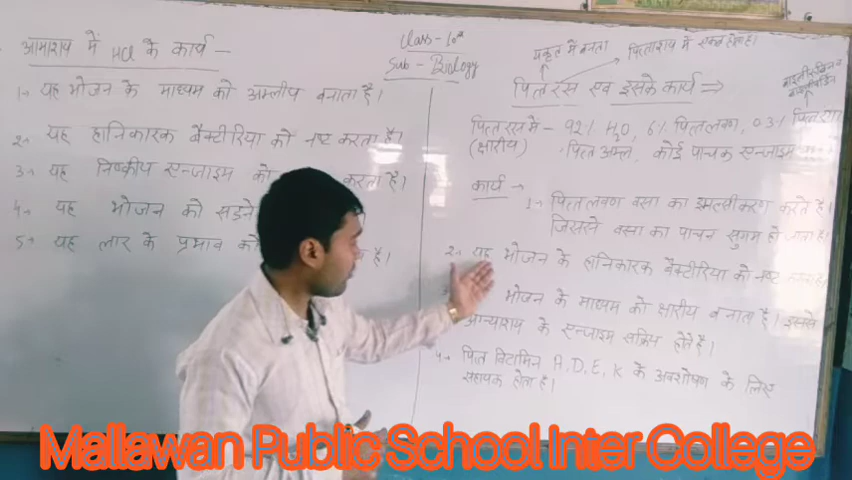 आमाशय में HCl के कार्य –
1→ यह भोजन के माध्यम को अम्लीय बनाता है।
2→ यह हानिकारक बैक्टीरिया को नष्ट करता है।
3→ यह निष्क्रीय एन्जाइम को करता है।
4→ यह भोजन को सड़ने
5→ यह लार के प्रभाव को है।
Class – 10th
Sub – Biology
यकृत में बनता
पित्ताशय में एकत्र होता है।
पित्त रस एवं इसके कार्य ⇒
पित्त रस में – 92% H2O, 6% पित्त लवण, 0.3% पित्त
(क्षारीय) पित्त अम्ल, कोई पाचक एन्जाइम
कार्य →
1→ पित्त लवण वसा का इमल्सीकरण करते है।
जिससे वसा का पाचन सुगम हो जाता है।
2→ यह भोजन के हानिकारक बैक्टीरिया को नष्ट
भोजन के माध्यम को क्षारीय बनाता है। इससे
अग्न्याशय के एन्जाइम सक्रिय होते है।
4→ पित्त विटामिन A, D, E, K के अवशोषण के लिए
सहायक होता है।
Mallawan Public School Inter College